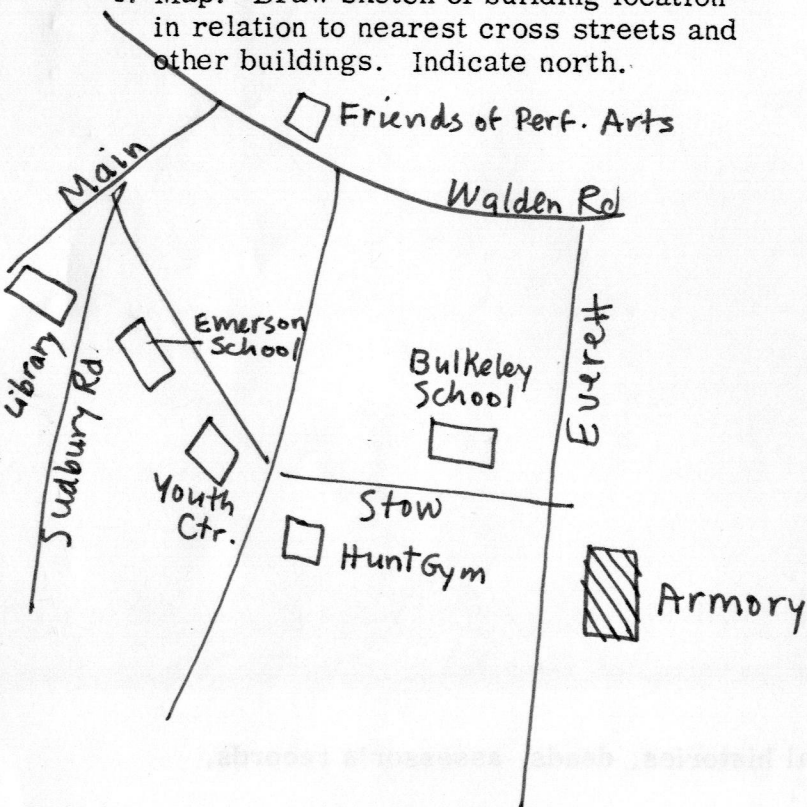 Map. Draw sketch of building location
in relation to nearest cross streets and
other buildings. Indicate north.
Friends of Perf. Arts
Main
Walden Rd
Emerson
School
Library
Sudbury Rd.
Bulkeley
School
Everett
Youth
Ctr.
Stow
Hunt Gym
Armory
histories, deeds, assessor's records.